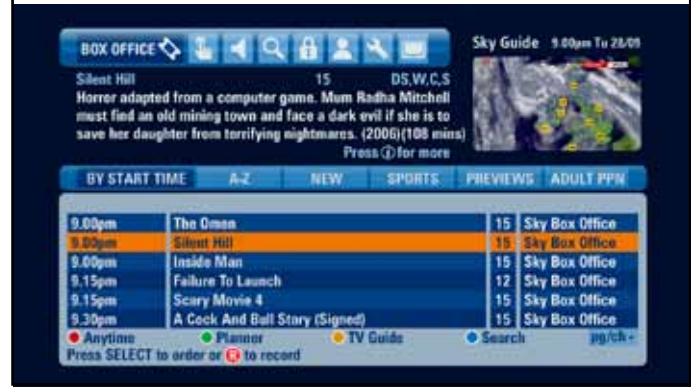 BOX OFFICE
Sky Guide 9.00pm Tu 28/09
Silent Hill 15 DS,W,C,S
Horror adapted from a computer game. Mum Radha Mitchell
must find an old mining town and face a dark evil if she is to
save her daughter from terrifying nightmares. (2006)(108 mins)
Press i for more
BY START TIME A-Z NEW SPORTS PREVIEWS ADULT PPN
9.00pm The Omen 15 Sky Box Office
9.00pm Silent Hill 15 Sky Box Office
9.00pm Inside Man 15 Sky Box Office
9.15pm Failure To Launch 12 Sky Box Office
9.15pm Scary Movie 4 15 Sky Box Office
9.30pm A Cock And Bull Story (Signed) 15 Sky Box Office
Anytime Planner TV Guide Search pg/ch-
Press SELECT to order or R to record